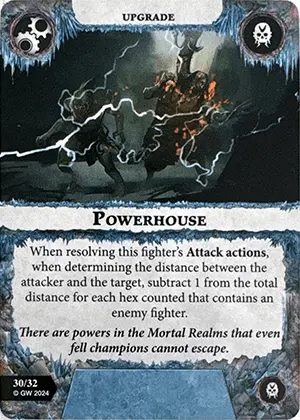 UPGRADE
POWERHOUSE
When resolving this fighter's Attack actions,
when determining the distance between the
attacker and the target, subtract 1 from the total
distance for each hex counted that contains an
enemy fighter.
There are powers in the Mortal Realms that even
fell champions cannot escape.
30/32
© GW 2024